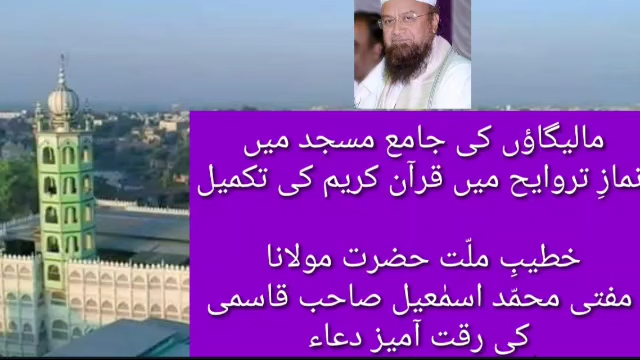 مالیگاؤں کی جامع مسجد میں
نمازِ تروایح میں قرآن کریم کی تکمیل
خطیبِ ملّت حضرت مولانا
مفتی محمّد اسمٰعیل صاحب قاسمی
کی رقت آمیز دعاء